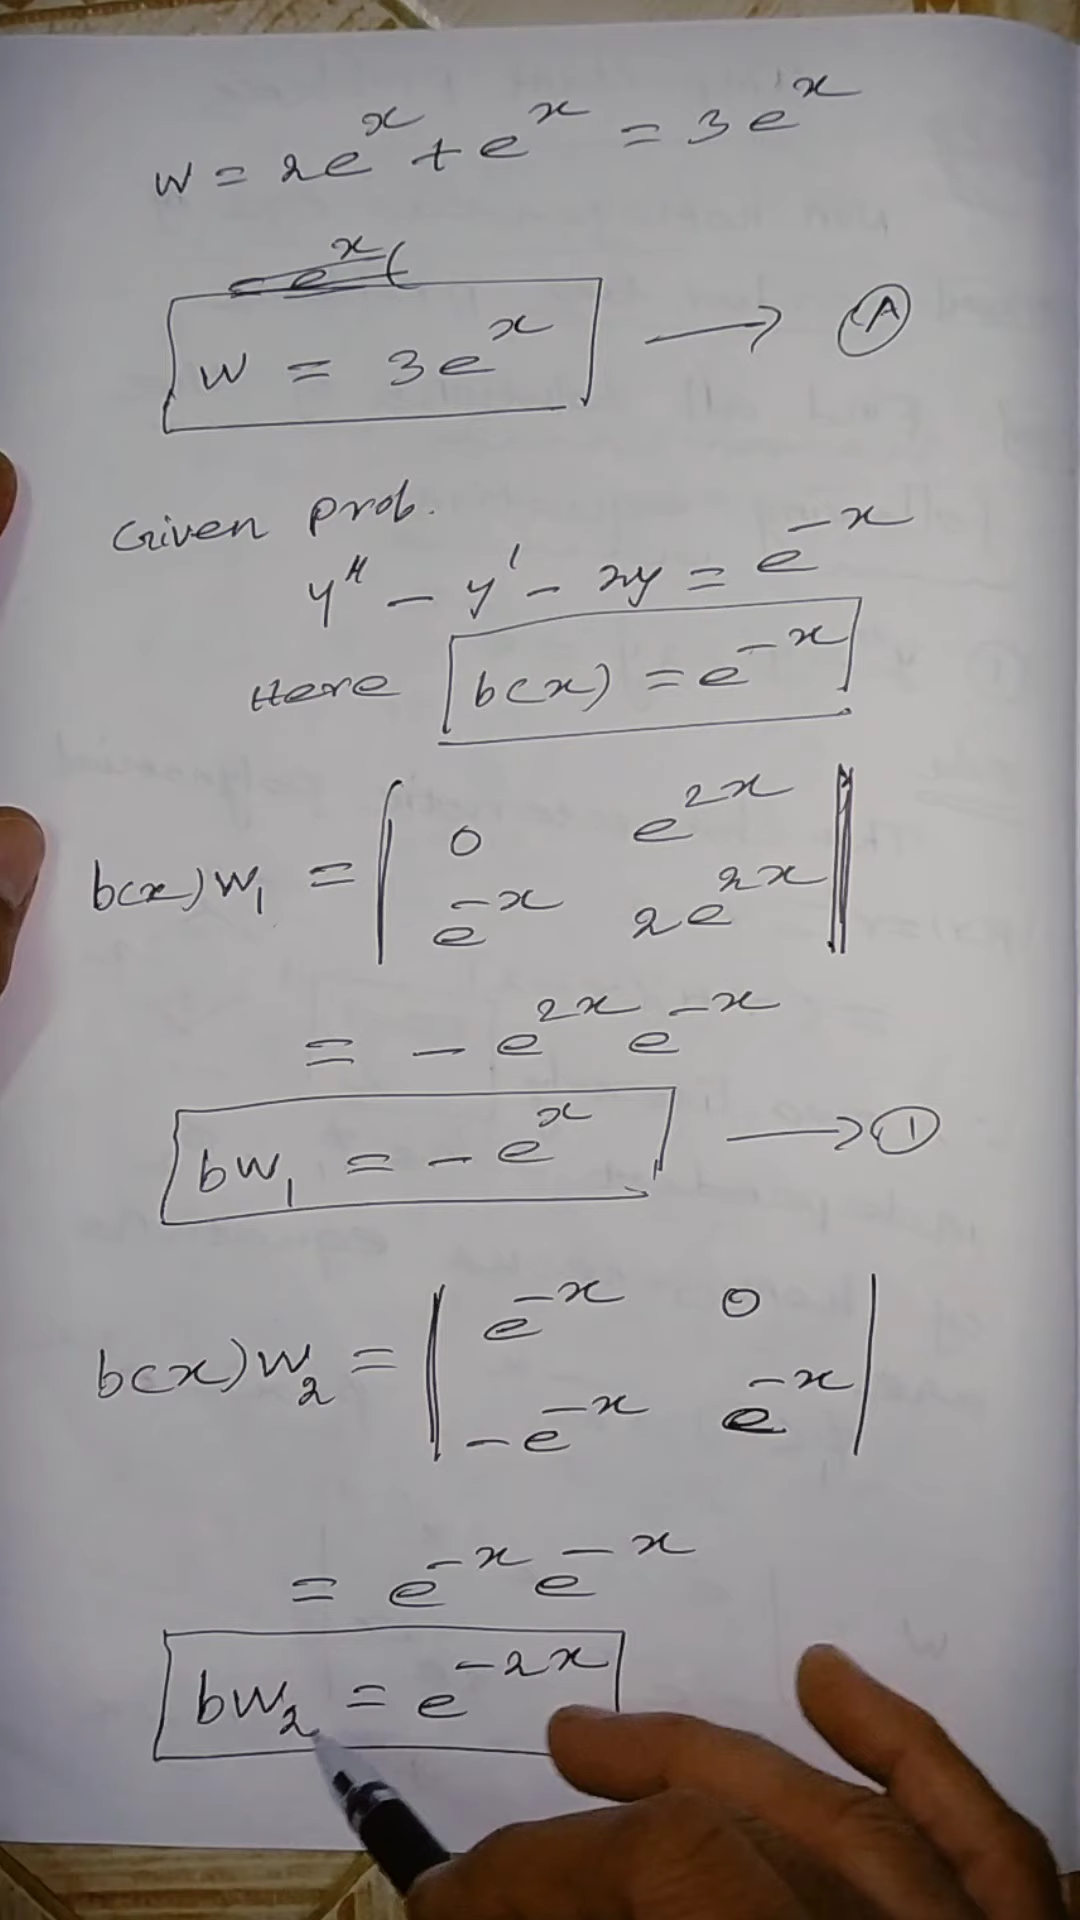 W = 2e^x + e^x = 3e^x
= e^x (
W = 3e^x → (A)
Given prob.
y'' - y' - 2y = e^-x
Here b(x) = e^-x
b(x)W₁ = | 0 e^2x |
| e^-x 2e^2x |
= - e^2x e^-x
bW₁ = - e^x → (1)
b(x)W₂ = | e^-x 0 |
| -e^-x e^-x |
= e^-x e^-x
bW₂ = e^-2x